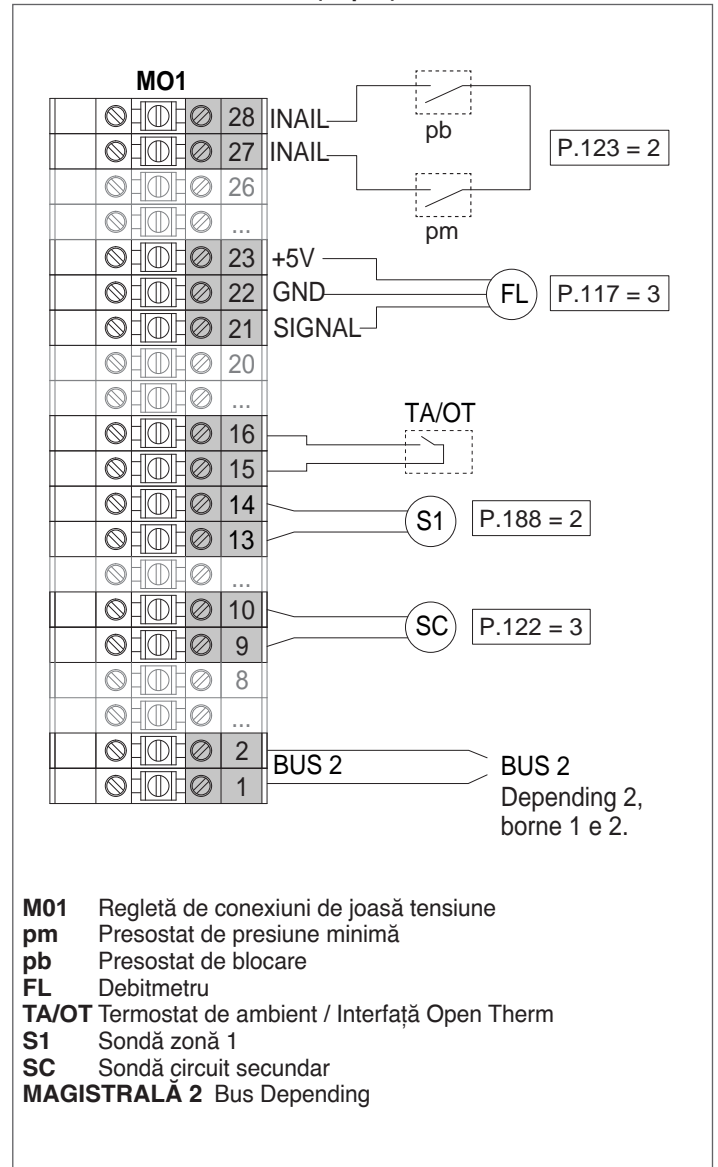 MO1
28 INAIL
pb
27 INAIL
P.123 = 2
26
pm
...
23 +5V
22 GND
FL
P.117 = 3
21 SIGNAL
20
...
TA/OT
16
15
14
S1
P.188 = 2
13
...
10
SC
P.122 = 3
9
8
...
2
BUS 2
BUS 2
1
Depending 2,
borne 1 e 2.
M01 Regletă de conexiuni de joasă tensiune
pm Presostat de presiune minimă
pb Presostat de blocare
FL Debitmetru
TA/OT Termostat de ambient / Interfață Open Therm
S1 Sondă zonă 1
SC Sondă circuit secundar
MAGISTRALĂ 2 Bus Depending